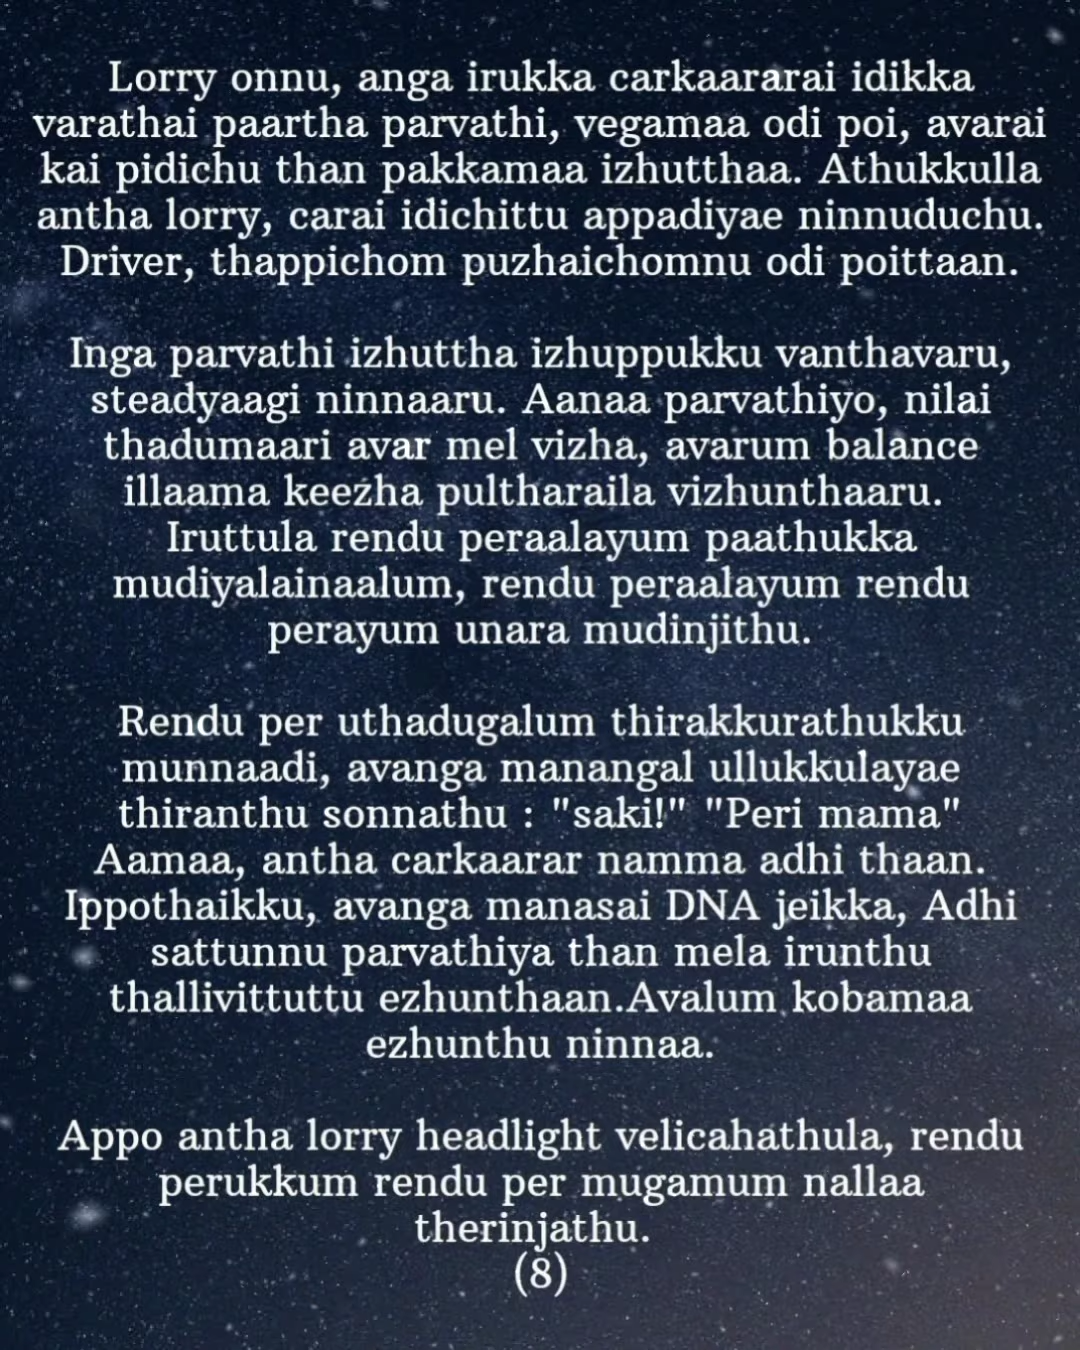 Lorry onnu, anga irukka carkaararai idikka
varathai paartha parvathi, vegamaa odi poi, avarai
kai pidichu than pakkamaa izhutthaa. Athukkulla
antha lorry, carai idichittu appadiyae ninnuduchu.
Driver, thappichom puzhaichomnu odi poittaan.
Inga parvathi izhuttha izhuppukku vanthavaru,
steadyaagi ninnaaru. Aanaa parvathiyo, nilai
thadumaari avar mel vizha, avarum balance
illaama keezha pultharaila vizhunthaaru.
Iruttula rendu peraalayum paathukka
mudiyalainaalum, rendu peraalayum rendu
perayum unara mudinjithu.
Rendu per uthadugalum thirakkurathukku
munnaadi, avanga manangal ullukkulayae
thiranthu sonnathu : "saki!" "Peri mama"
Aamaa, antha carkaarar namma adhi thaan.
Ippothaikku, avanga manasai DNA jeikka, Adhi
sattunnu parvathiya than mela irunthu
thallivittuttu ezhunthaan.Avalum kobamaa
ezhunthu ninnaa.
Appo antha lorry headlight velicahathula, rendu
perukkum rendu per mugamum nallaa
therinjathu.
(8)